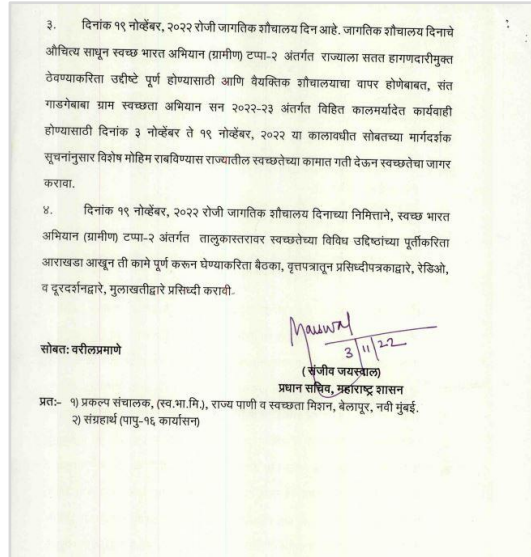 ३. दिनांक १९ नोव्हेंबर, २०२२ रोजी जागतिक शौचालय दिन आहे. जागतिक शौचालय दिनाचे
औचित्य साधून स्वच्छ भारत अभियान (ग्रामीण) टप्पा-२ अंतर्गत राज्याला सतत हागणदारीमुक्त
ठेवण्याकरिता उद्दीष्टे पूर्ण होण्यासाठी आणि वैयक्तिक शौचालयाचा वापर होणेबाबत, संत
गाडगेबाबा ग्राम स्वच्छता अभियान सन २०२२-२३ अंतर्गत विहित कालमर्यादेत कार्यवाही
होण्यासाठी दिनांक ३ नोव्हेंबर ते १९ नोव्हेंबर, २०२२ या कालावधीत सोबतच्या मार्गदर्शक
सूचनांनुसार विशेष मोहिम राबविण्यास राज्यातील स्वच्छतेच्या कामात गती देऊन स्वच्छतेचा जागर
करावा.
४. दिनांक १९ नोव्हेंबर, २०२२ रोजी जागतिक शौचालय दिनाच्या निमित्ताने, स्वच्छ भारत
अभियान (ग्रामीण) टप्पा-२ अंतर्गत तालुकास्तरावर स्वच्छतेच्या विविध उद्दिष्ठांच्या पूर्तीकरिता
आराखडा आखून ती कामे पूर्ण करून घेण्याकरिता बैठका, वृत्तपत्रातून प्रसिध्दीपत्रकाद्वारे, रेडिओ,
व दूरदर्शनद्वारे, मुलाखतीद्वारे प्रसिध्दी करावी.
3/11/22
सोबत: वरीलप्रमाणे
(संजीव जयस्वाल)
प्रधान सचिव, महाराष्ट्र शासन
प्रत:- १) प्रकल्प संचालक, (स्व.भा.मि.), राज्य पाणी व स्वच्छता मिशन, बेलापूर, नवी मुंबई.
२) संग्रहार्थ (पापु-१६ कार्यासन)